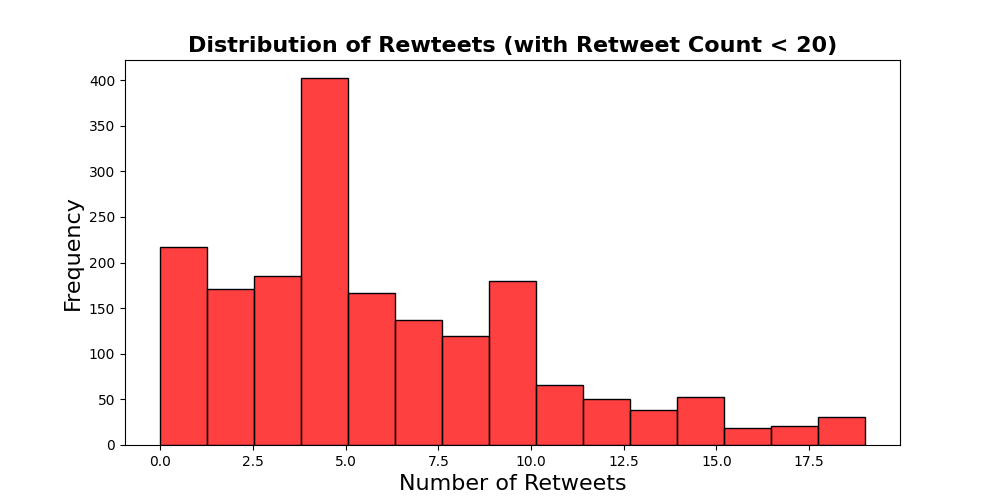 Distribution of Rewteets (with Retweet Count < 20)
Frequency
400
350
300
250
200
150
100
50
0
0.0 2.5 5.0 7.5 10.0 12.5 15.0 17.5
Number of Retweets